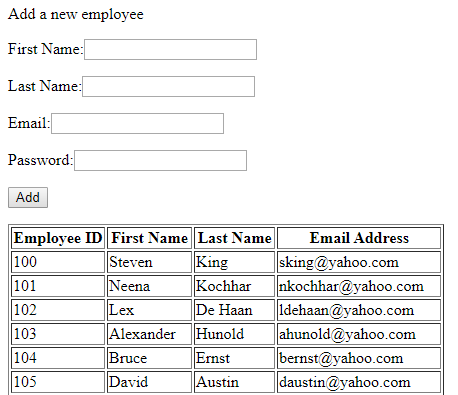 Add a new employee
First Name:
Last Name:
Email:
Password:
Add
Employee ID First Name Last Name Email Address
100 Steven King sking@yahoo.com
101 Neena Kochhar nkochhar@yahoo.com
102 Lex De Haan ldehaan@yahoo.com
103 Alexander Hunold ahunold@yahoo.com
104 Bruce Ernst bernst@yahoo.com
105 David Austin daustin@yahoo.com